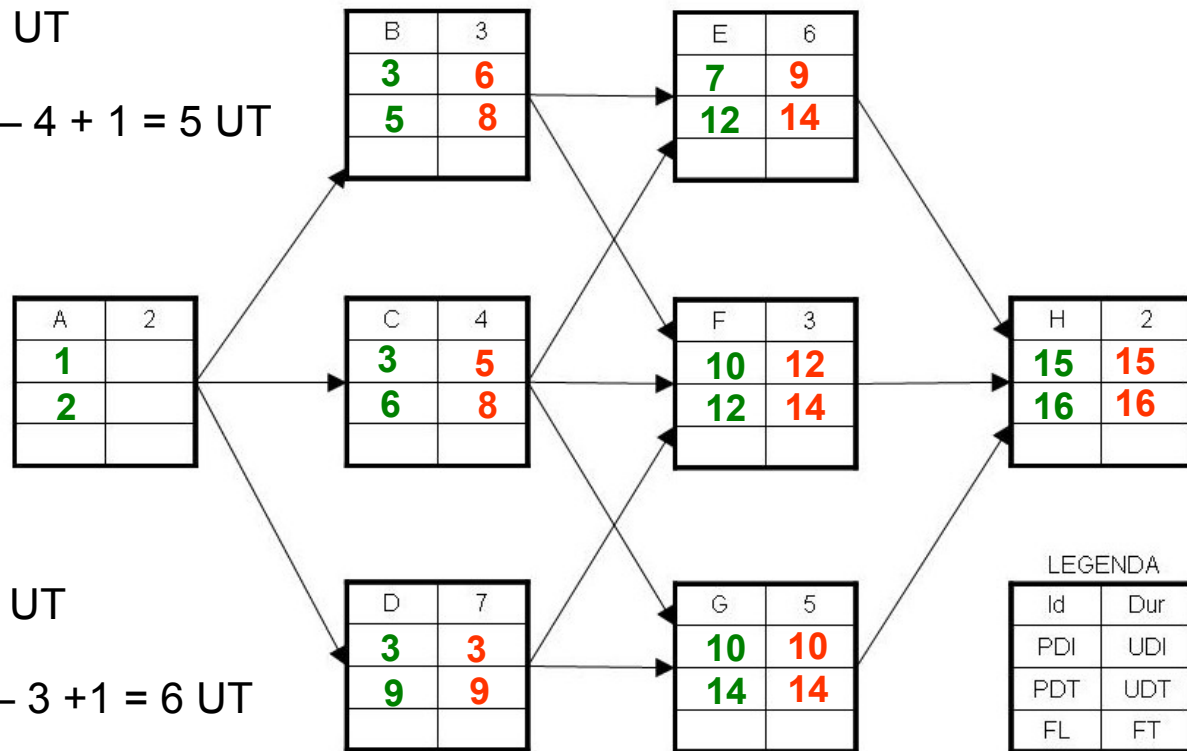 UT
– 4 + 1 = 5 UT
B 3
3 6
5 8
E 6
7 9
12 14
A 2
1
2
C 4
3 5
6 8
F 3
10 12
12 14
H 2
15 15
16 16
UT
– 3 +1 = 6 UT
D 7
3 3
9 9
G 5
10 10
14 14
LEGENDA
Id Dur
PDI UDI
PDT UDT
FL FT